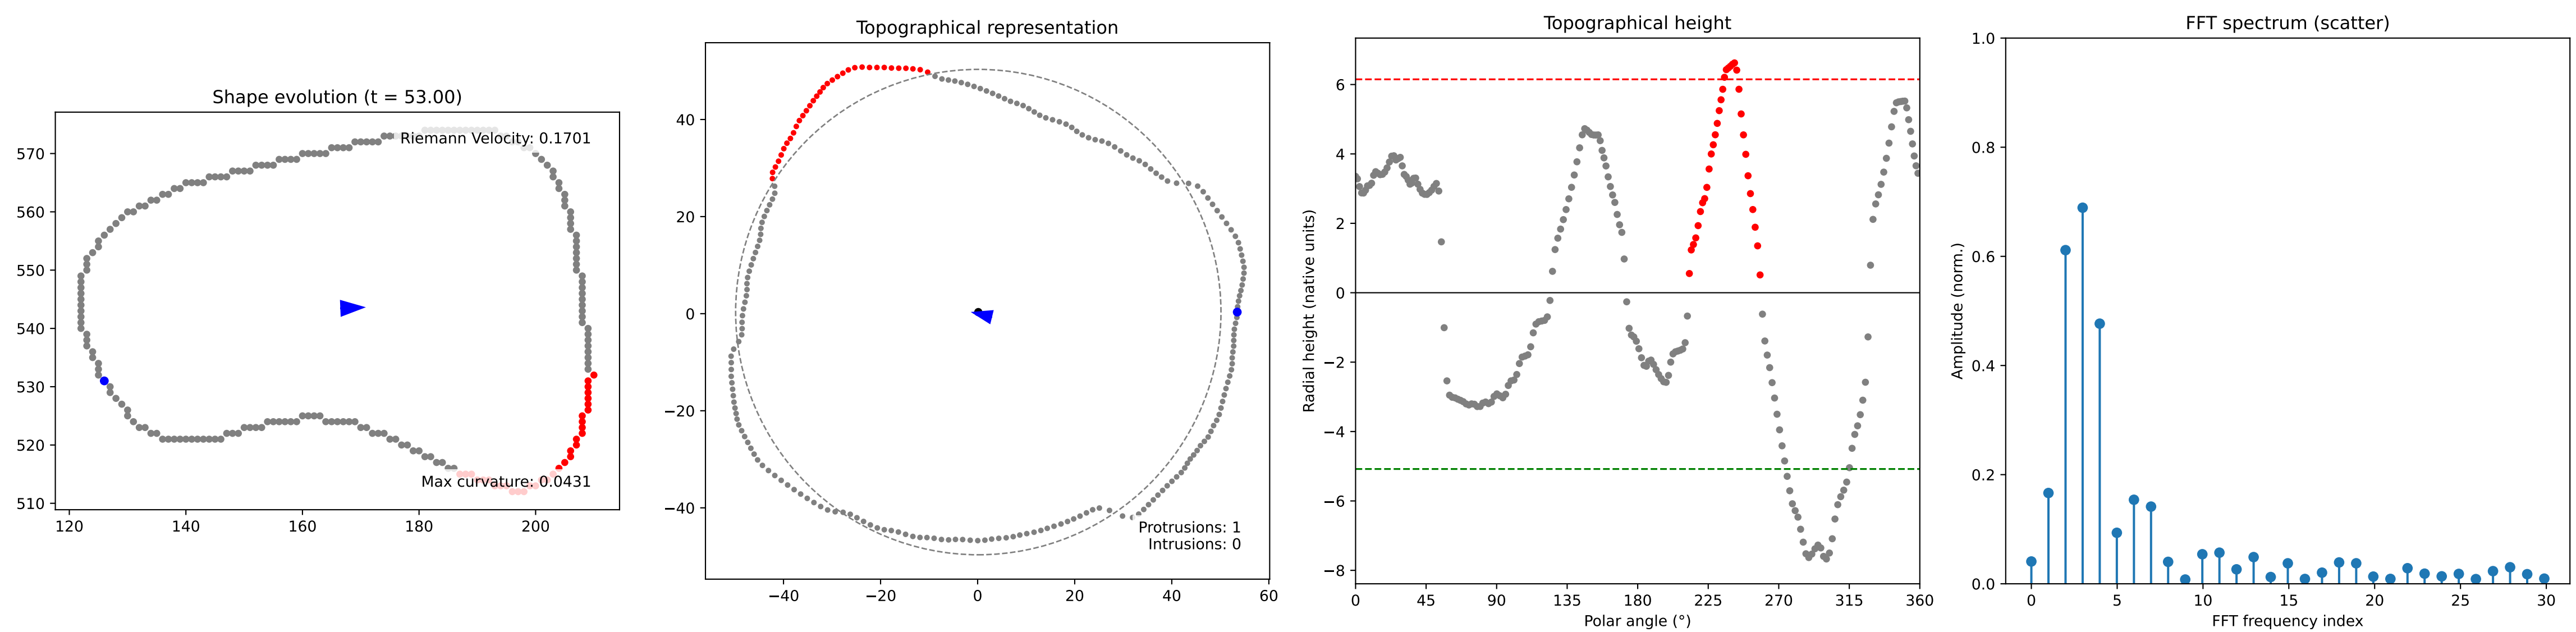 Shape evolution (t = 53.00)
Riemann Velocity: 0.1701
Max curvature: 0.0431
570
560
550
540
530
520
510
120 140 160 180 200
Topographical representation
40
20
0
−20
−40
−40 −20 0 20 40 60
Protrusions: 1
Intrusions: 0
Topographical height
Radial height (native units)
6
4
2
0
−2
−4
−6
−8
0 45 90 135 180 225 270 315 360
Polar angle (°)
FFT spectrum (scatter)
Amplitude (norm.)
1.0
0.8
0.6
0.4
0.2
0.0
0 5 10 15 20 25 30
FFT frequency index